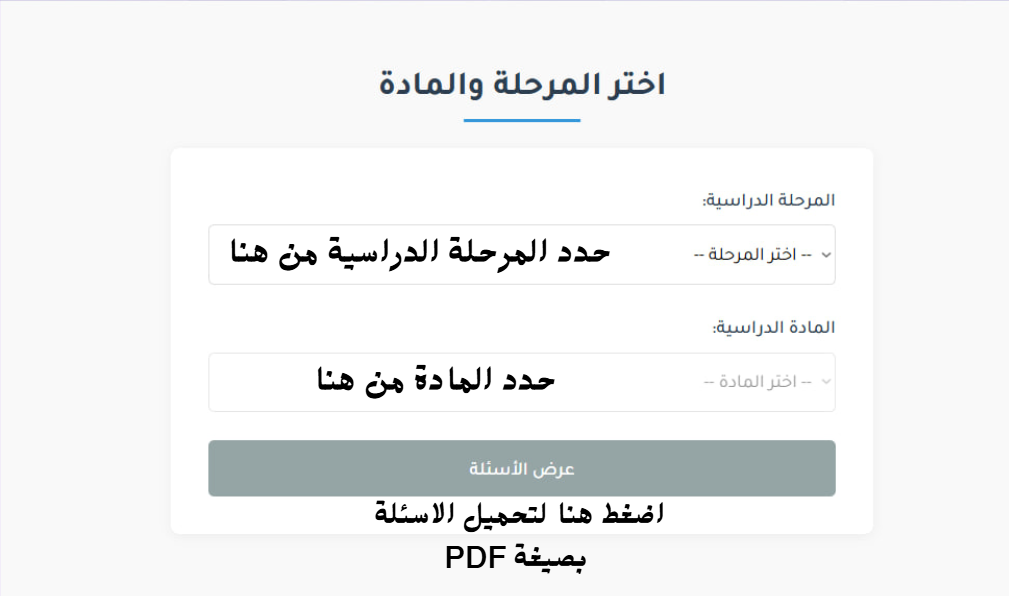 اختر المرحلة والمادة
المرحلة الدراسية:
-- اختر المرحلة -- حدد المرحلة الدراسية من هنا
المادة الدراسية:
-- اختر المادة -- حدد المادة من هنا
عرض الأسئلة
اضغط هنا لتحميل الاسئلة
بصيغة PDF